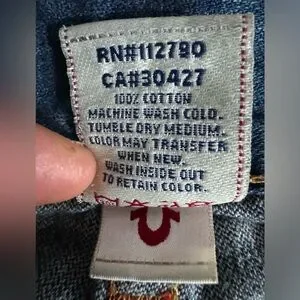 RN#112790
CA#30427
100% COTTON
MACHINE WASH COLD.
TUMBLE DRY MEDIUM.
COLOR MAY TRANSFER
WHEN NEW.
WASH INSIDE OUT
TO RETAIN COLOR.